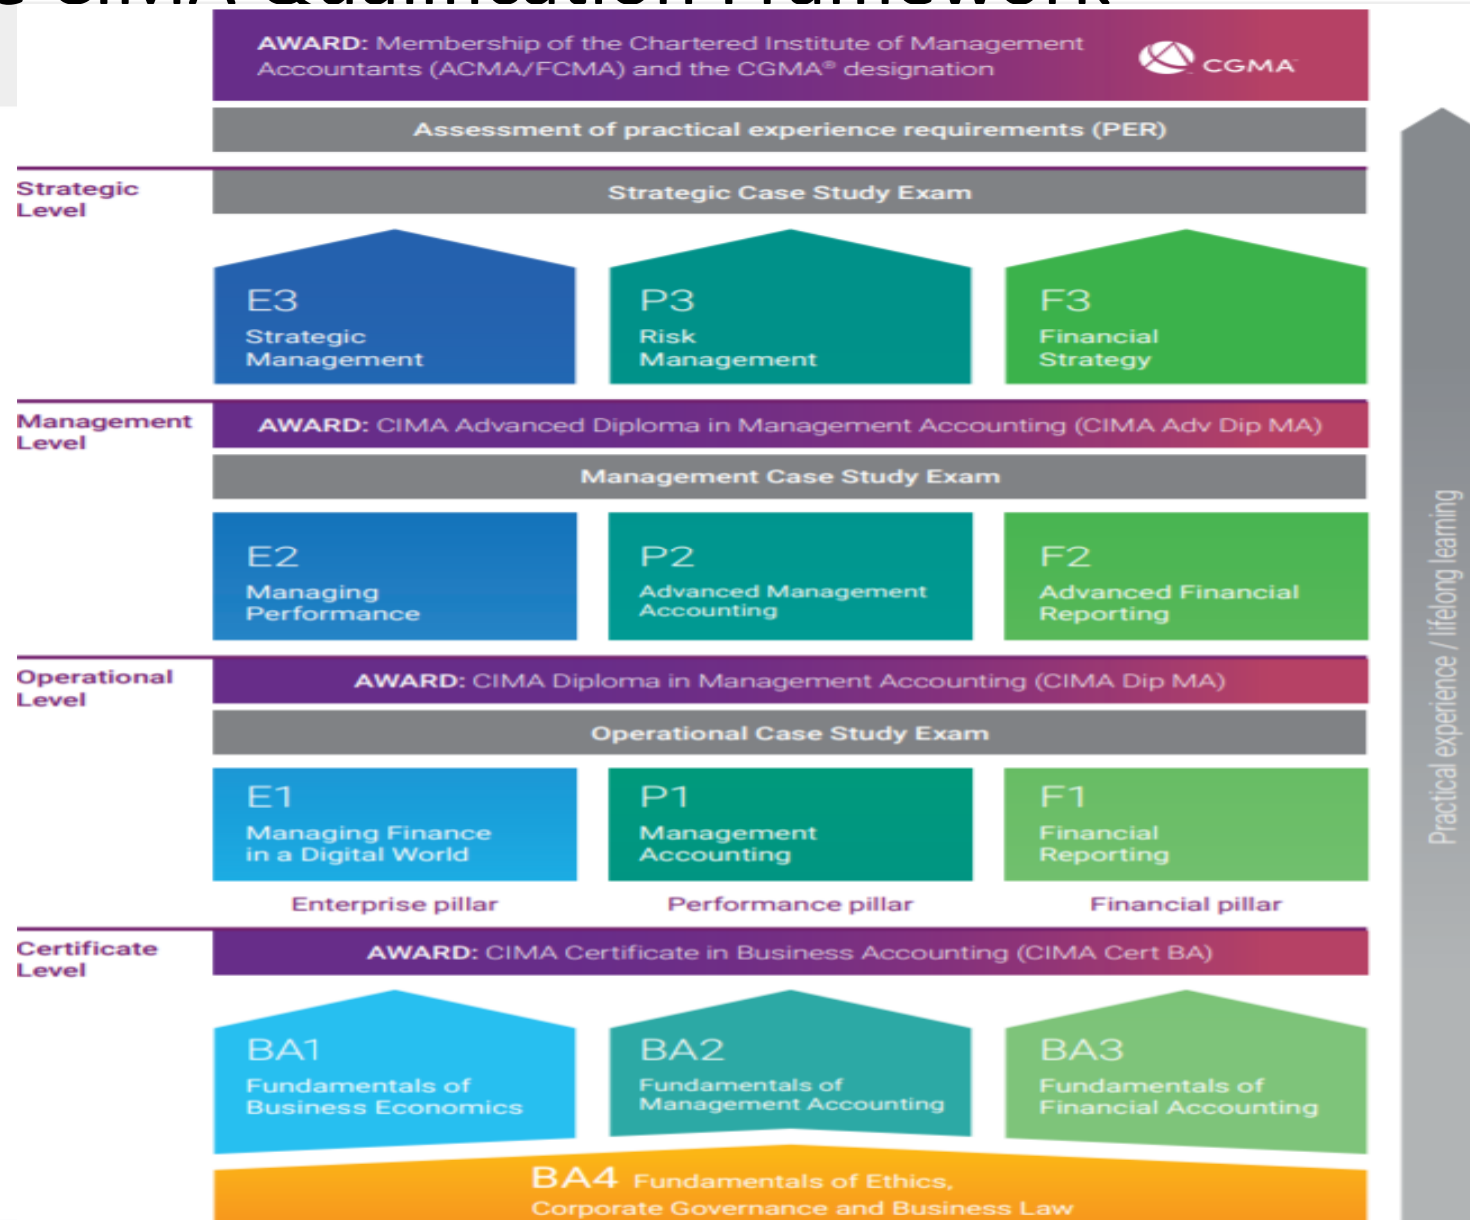 CIMA Qualification Framework
AWARD: Membership of the Chartered Institute of Management
Accountants (ACMA/FCMA) and the CGMA® designation
CGMA
Assessment of practical experience requirements (PER)
Strategic
Level
Strategic Case Study Exam
E3
Strategic
Management
P3
Risk
Management
F3
Financial
Strategy
Management
Level
AWARD: CIMA Advanced Diploma in Management Accounting (CIMA Adv Dip MA)
Management Case Study Exam
E2
Managing
Performance
P2
Advanced Management
Accounting
F2
Advanced Financial
Reporting
Operational
Level
AWARD: CIMA Diploma in Management Accounting (CIMA Dip MA)
Operational Case Study Exam
E1
Managing Finance
in a Digital World
P1
Management
Accounting
F1
Financial
Reporting
Enterprise pillar
Performance pillar
Financial pillar
Certificate
Level
AWARD: CIMA Certificate in Business Accounting (CIMA Cert BA)
BA1
Fundamentals of
Business Economics
BA2
Fundamentals of
Management Accounting
BA3
Fundamentals of
Financial Accounting
BA4 Fundamentals of Ethics,
Corporate Governance and Business Law
Practical experience / lifelong learning